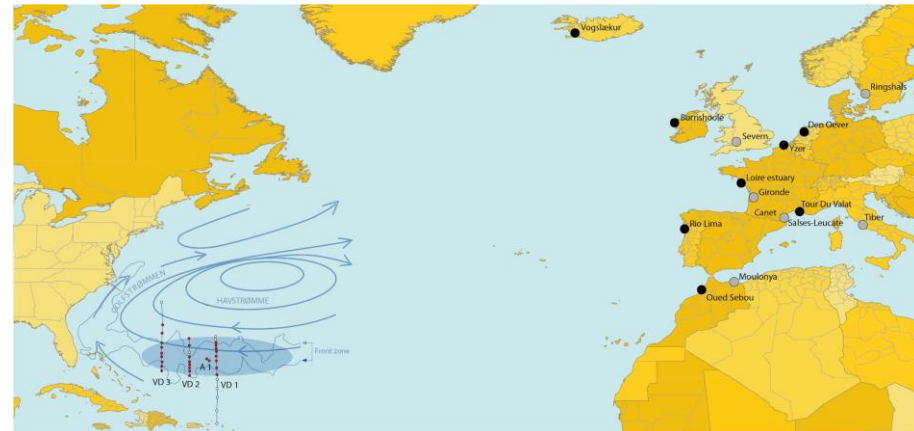 Vogslækur
Ringshals
Burrishoole
Den Oever
Severn
Yzer
Loire estuary
Gironde
Tour Du Valat
Canet
Salses-Leucate
Tiber
Rio Lima
Moulonya
Oued Sebou
GOLFSTRØMMEN
HAVSTRØMME
Front zone
A 1
VD 3
VD 2
VD 1